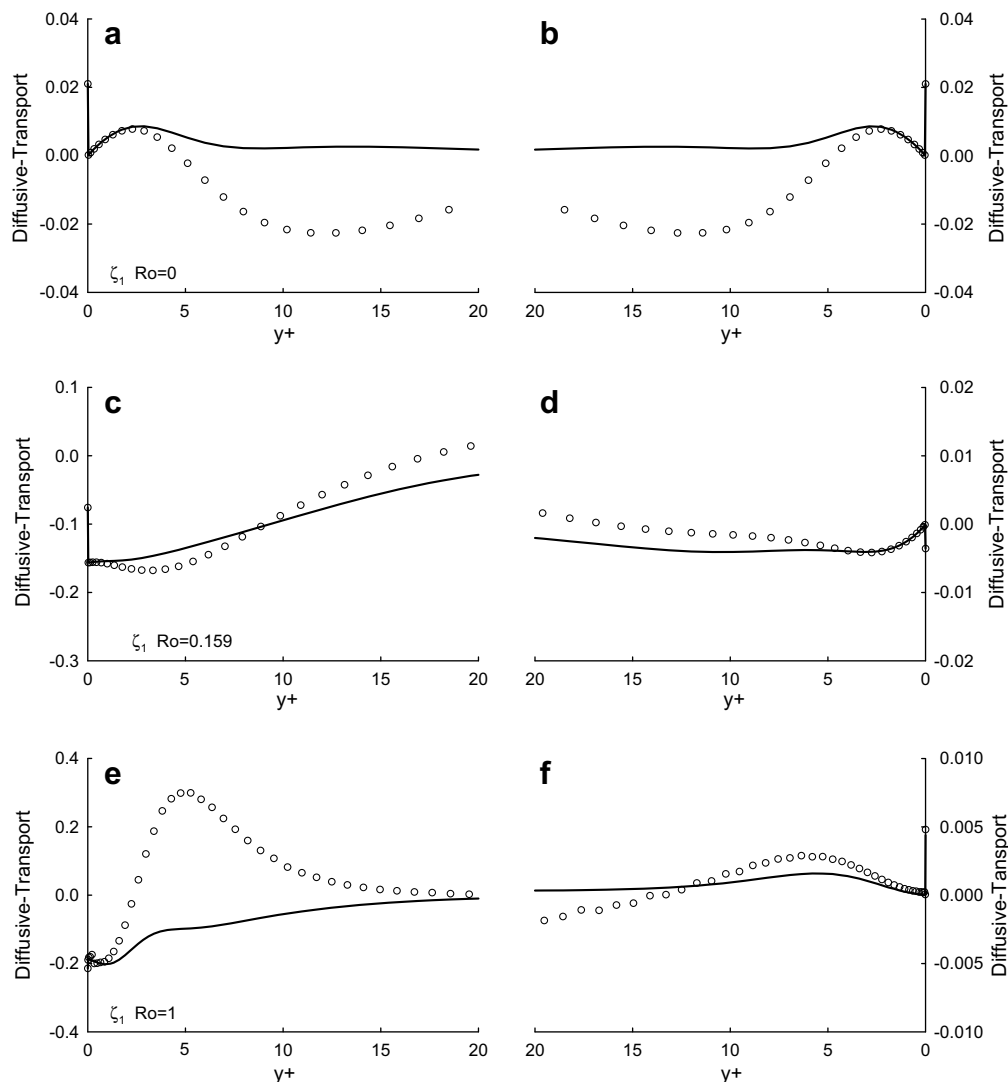 a
b
0.04
0.02
0.00
-0.02
-0.04
Diffusive-Transport
ζ1 Ro=0
0 5 10 15 20
y+
20 15 10 5 0
y+
0.04
0.02
0.00
-0.02
-0.04
Diffusive-Transport
c
d
0.1
0.0
-0.1
-0.2
-0.3
Diffusive-Transport
ζ1 Ro=0.159
0 5 10 15 20
y+
20 15 10 5 0
y+
0.02
0.01
0.00
-0.01
-0.02
Diffusive-Transport
e
f
0.4
0.2
0.0
-0.2
-0.4
Diffusive-Transport
ζ1 Ro=1
0 5 10 15 20
y+
20 15 10 5 0
y+
0.010
0.005
0.000
-0.005
-0.010
Diffusive-Transport